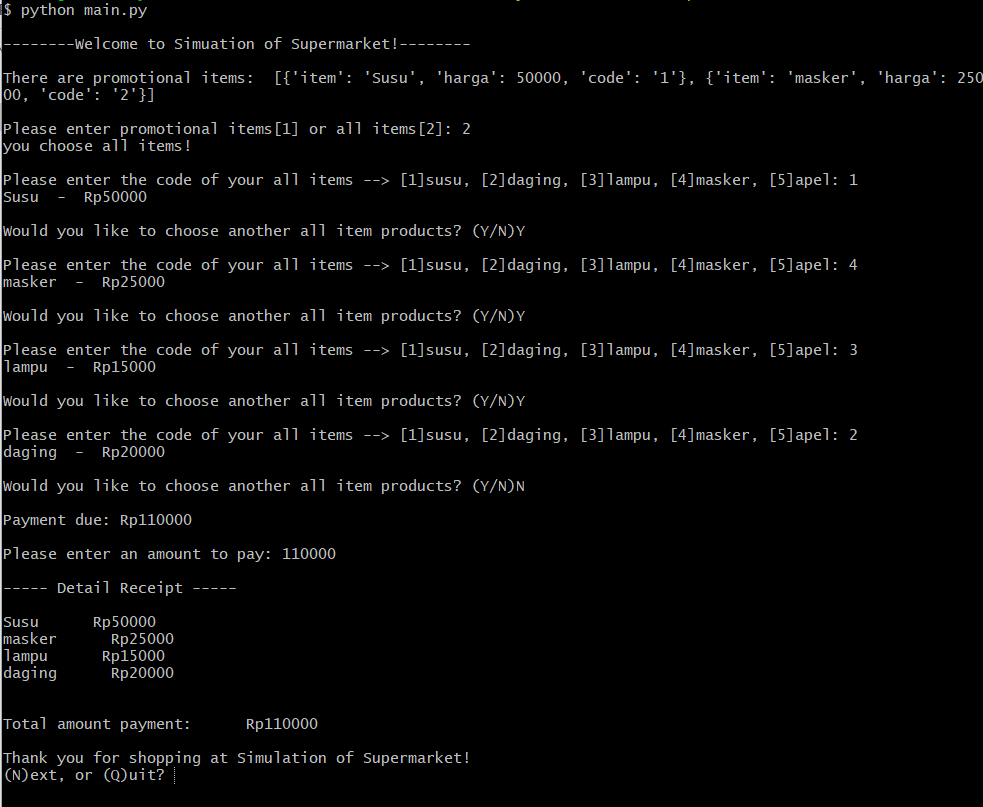 $ python main.py
--------Welcome to Simuation of Supermarket!--------
There are promotional items:  [{'item': 'Susu', 'harga': 50000, 'code': '1'}, {'item': 'masker', 'harga': 250
00, 'code': '2'}]
Please enter promotional items[1] or all items[2]: 2
you choose all items!
Please enter the code of your all items --> [1]susu, [2]daging, [3]lampu, [4]masker, [5]apel: 1
Susu  -  Rp50000
Would you like to choose another all item products? (Y/N)Y
Please enter the code of your all items --> [1]susu, [2]daging, [3]lampu, [4]masker, [5]apel: 4
masker  -  Rp25000
Would you like to choose another all item products? (Y/N)Y
Please enter the code of your all items --> [1]susu, [2]daging, [3]lampu, [4]masker, [5]apel: 3
lampu  -  Rp15000
Would you like to choose another all item products? (Y/N)Y
Please enter the code of your all items --> [1]susu, [2]daging, [3]lampu, [4]masker, [5]apel: 2
daging  -  Rp20000
Would you like to choose another all item products? (Y/N)N
Payment due: Rp110000
Please enter an amount to pay: 110000
----- Detail Receipt -----
Susu      Rp50000
masker      Rp25000
lampu      Rp15000
daging      Rp20000
Total amount payment:      Rp110000
Thank you for shopping at Simulation of Supermarket!
(N)ext, or (Q)uit?